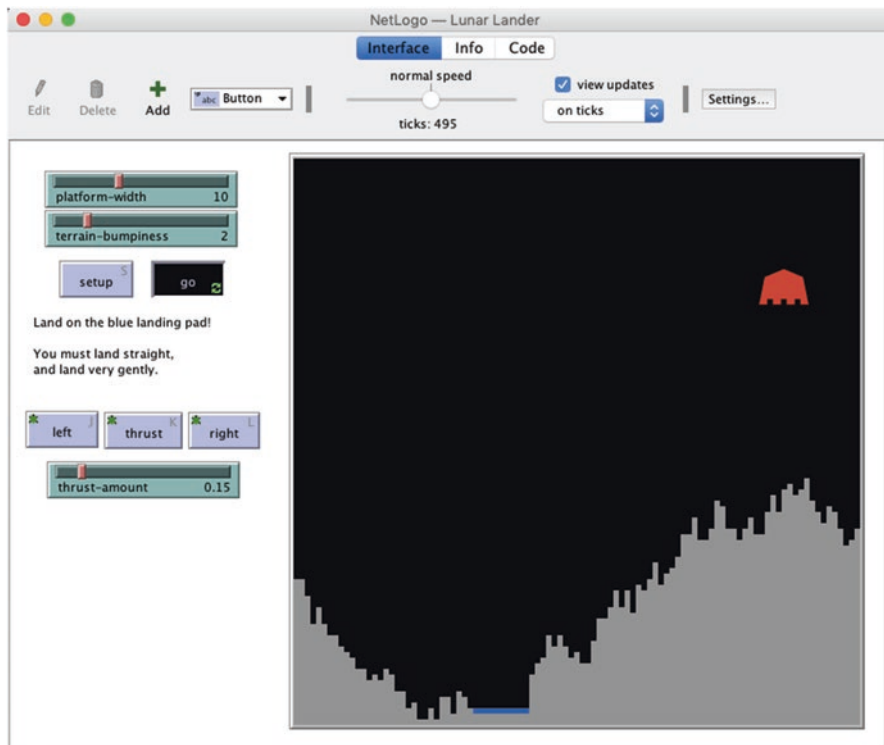 NetLogo — Lunar Lander
Interface Info Code
Edit
Delete
Add
abc Button
normal speed
ticks: 495
view updates
on ticks
Settings...
platform-width 10
terrain-bumpiness 2
setup S
go
Land on the blue landing pad!
You must land straight,
and land very gently.
left J
thrust K
right L
thrust-amount 0.15